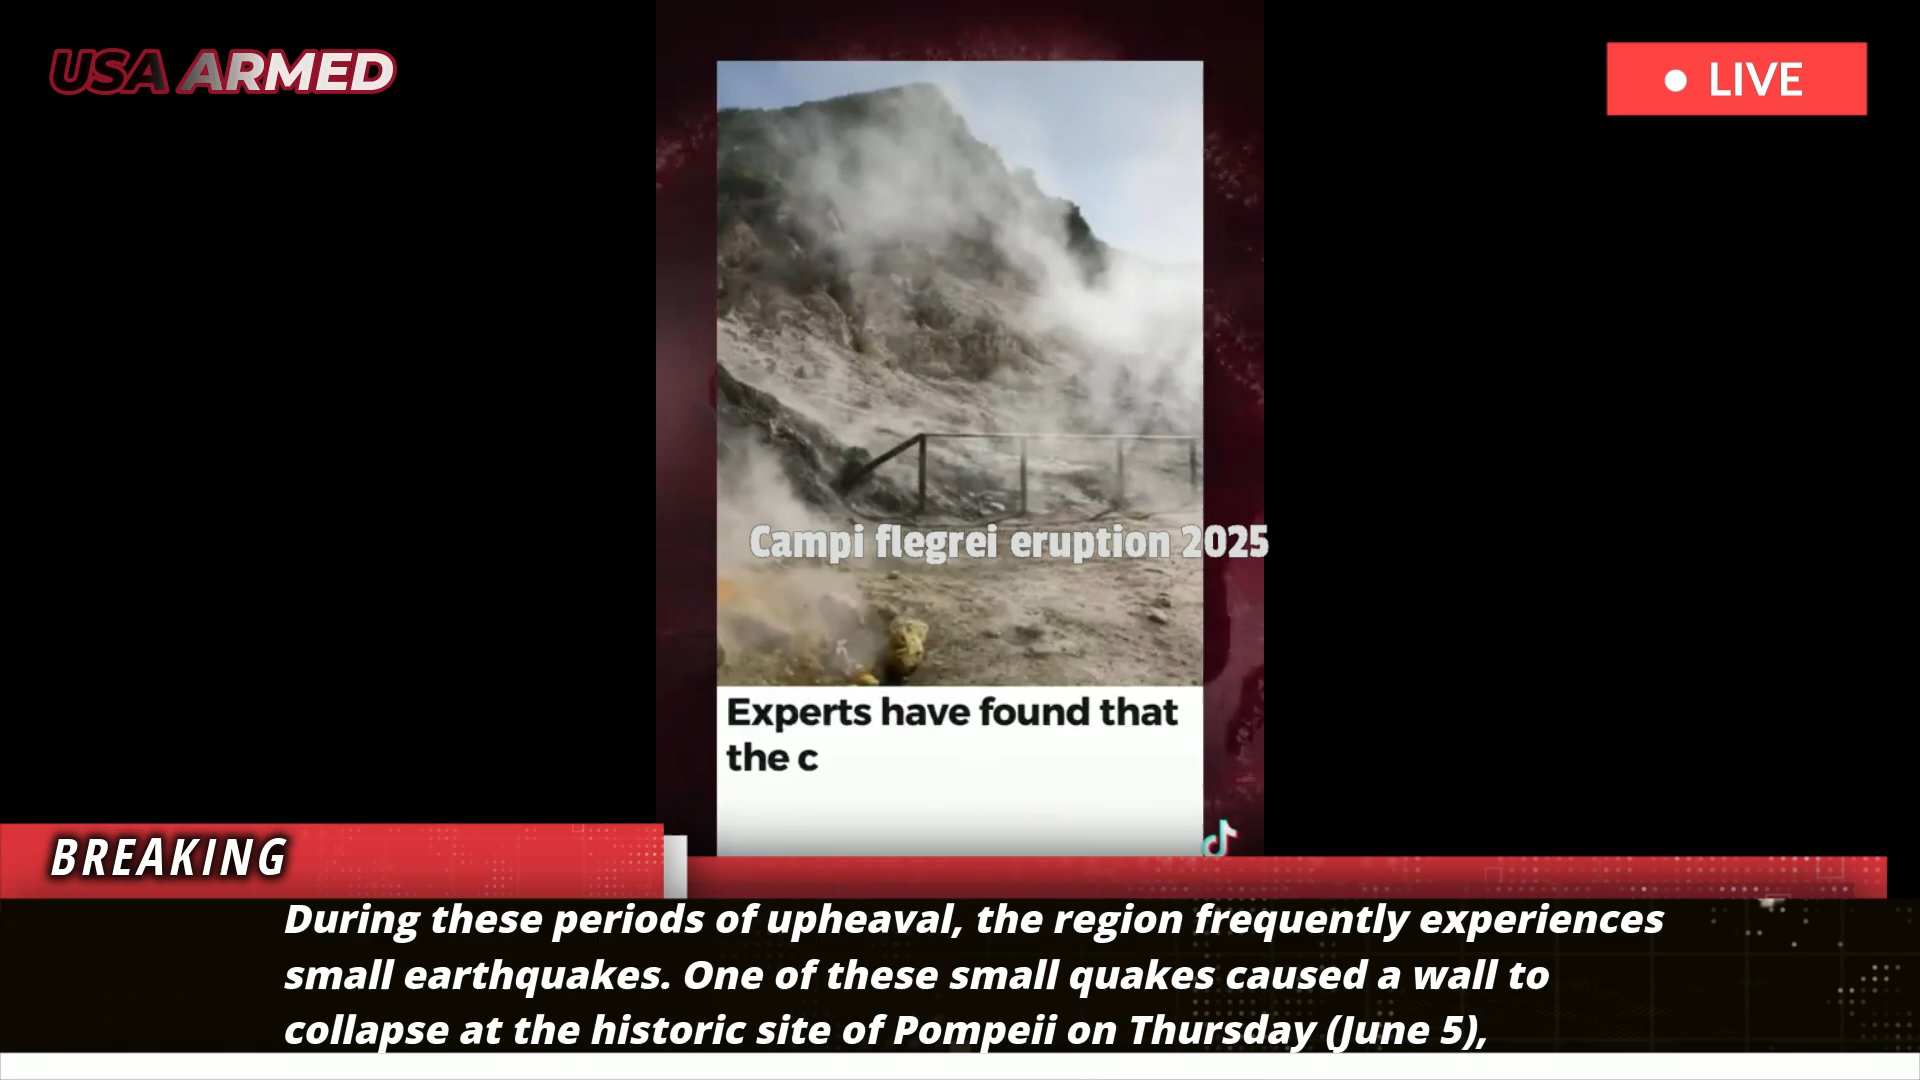 USA ARMED
LIVE
Campi flegrei eruption 2025
Experts have found that
the c
BREAKING
During these periods of upheaval, the region frequently experiences
small earthquakes. One of these small quakes caused a wall to
collapse at the historic site of Pompeii on Thursday (June 5),